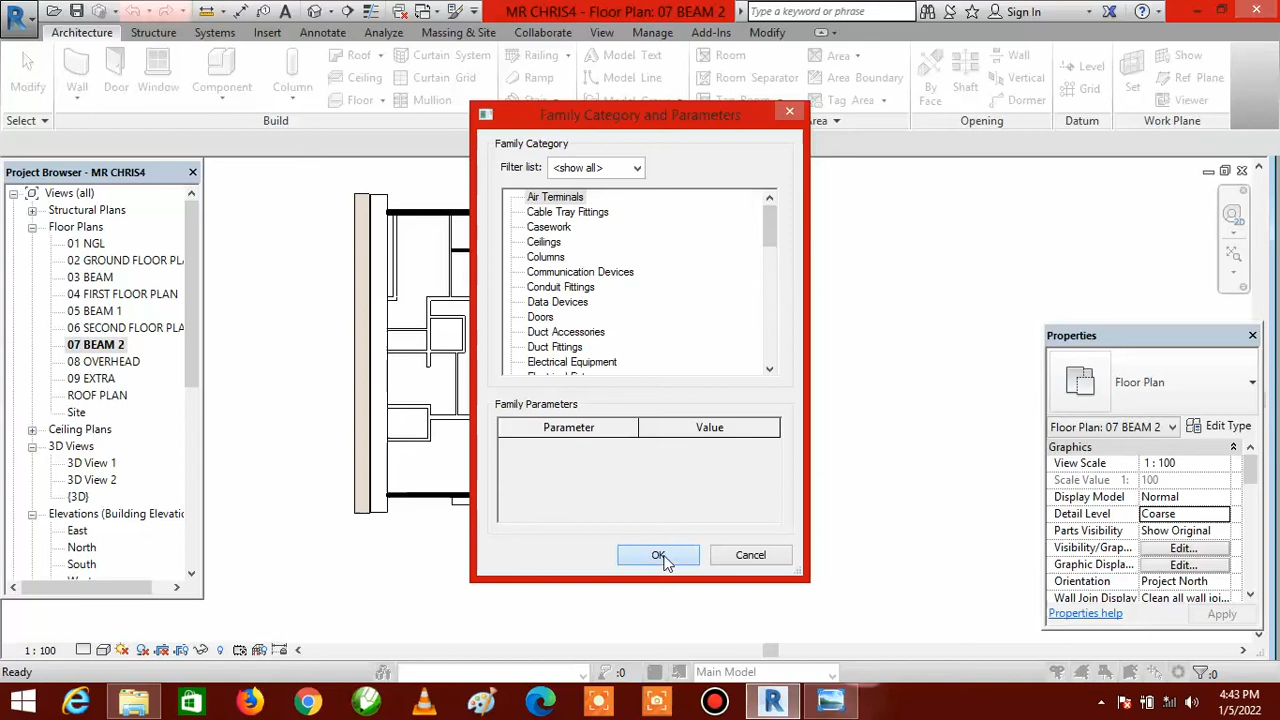 MR CHRIS4 - Floor Plan: 07 BEAM 2
Type a keyword or phrase
Sign In
Architecture
Structure
Systems
Insert
Annotate
Analyze
Massing & Site
Collaborate
View
Manage
Add-Ins
Modify
Modify
Wall
Door
Window
Component
Column
Roof
Ceiling
Floor
Curtain System
Curtain Grid
Mullion
Railing
Ramp
Model Text
Model Line
Room
Room Separator
Area
Area Boundary
Tag Area
By
Face
Shaft
Wall
Vertical
Dormer
Level
Grid
Set
Show
Ref Plane
Viewer
Select
Build
Area
Opening
Datum
Work Plane
Project Browser - MR CHRIS4
Views (all)
Structural Plans
Floor Plans
01 NGL
02 GROUND FLOOR PL
03 BEAM
04 FIRST FLOOR PLAN
05 BEAM 1
06 SECOND FLOOR PL
07 BEAM 2
08 OVERHEAD
09 EXTRA
ROOF PLAN
Site
Ceiling Plans
3D Views
3D View 1
3D View 2
{3D}
Elevations (Building Elevatio
East
North
South
Family Category and Parameters
Family Category
Filter list:
<show all>
Air Terminals
Cable Tray Fittings
Casework
Ceilings
Columns
Communication Devices
Conduit Fittings
Data Devices
Doors
Duct Accessories
Duct Fittings
Electrical Equipment
Family Parameters
Parameter
Value
OK
Cancel
2D
Properties
Floor Plan
Floor Plan: 07 BEAM 2
Edit Type
Graphics
View Scale
1 : 100
Scale Value 1:
100
Display Model
Normal
Detail Level
Coarse
Parts Visibility
Show Original
Visibility/Grap...
Edit...
Graphic Displa...
Edit...
Orientation
Project North
Wall Join Display
Clean all wall joi...
Properties help
Apply
1 : 100
Ready
:0
Main Model
:0
4:43 PM
1/5/2022